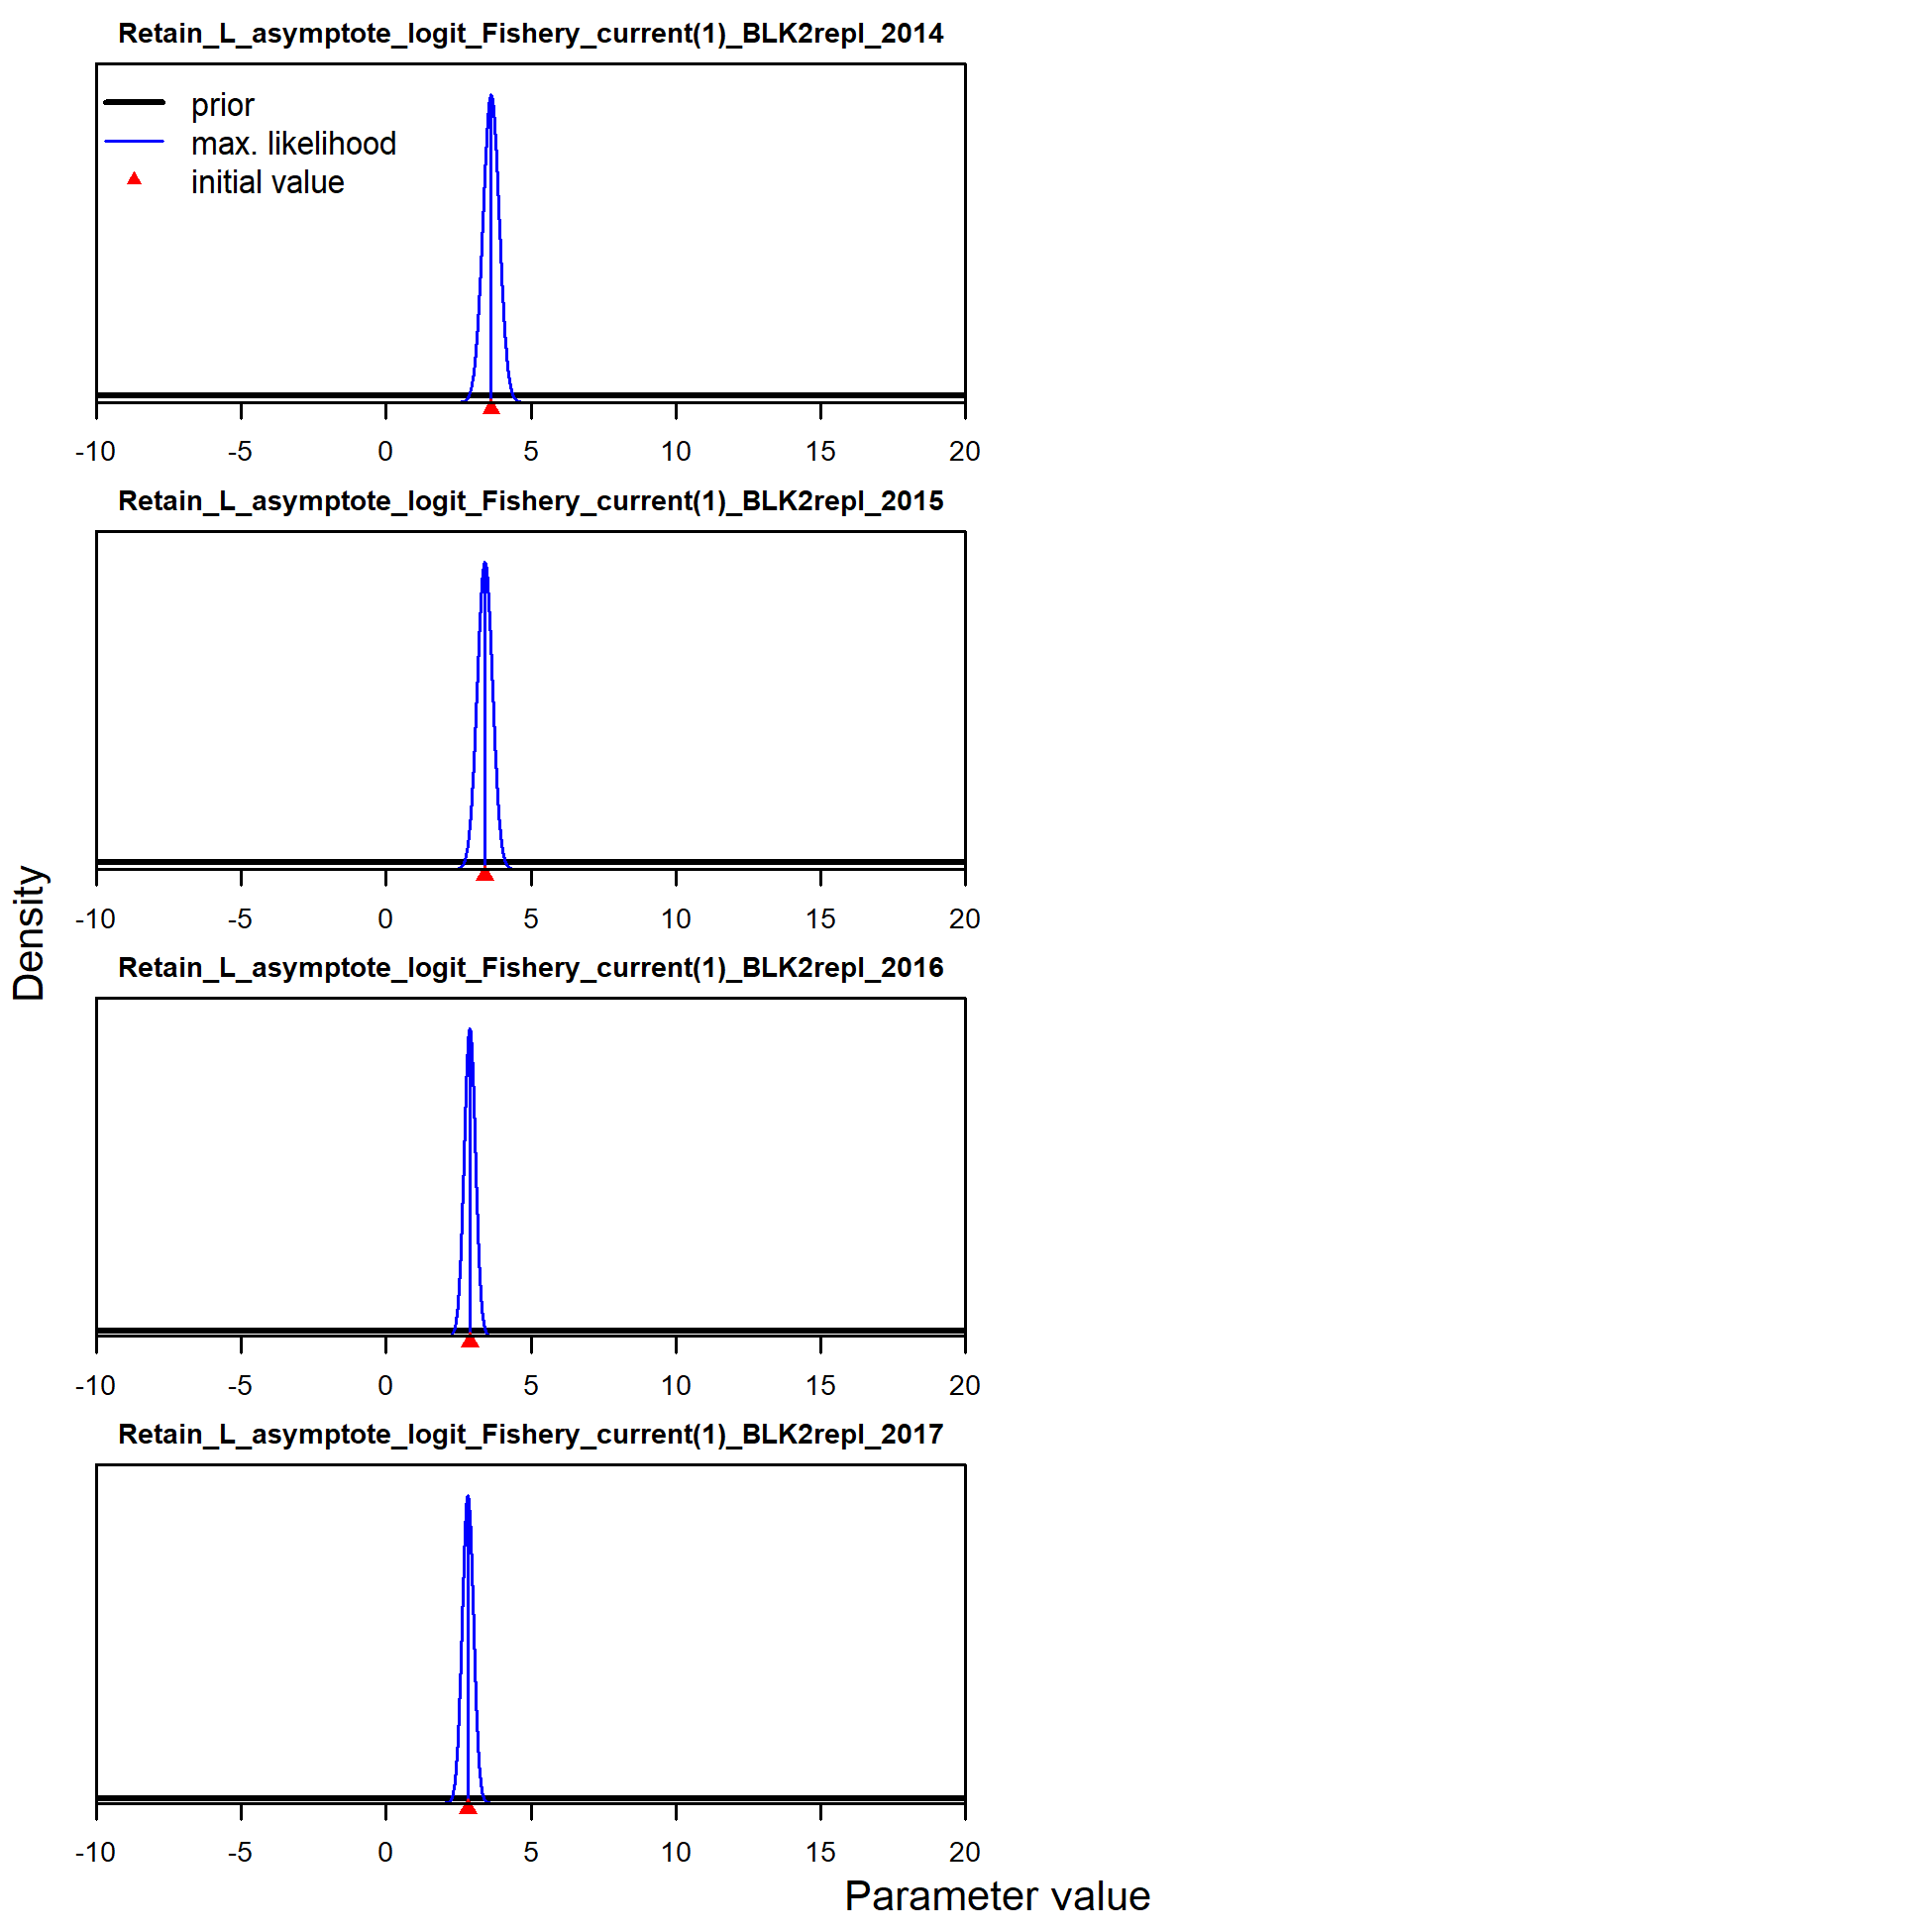 Retain_L_asymptote_logit_Fishery_current(1)_BLK2repl_2014
prior
max. likelihood
initial value
-10 -5 0 5 10 15 20
Retain_L_asymptote_logit_Fishery_current(1)_BLK2repl_2015
-10 -5 0 5 10 15 20
Density
Retain_L_asymptote_logit_Fishery_current(1)_BLK2repl_2016
-10 -5 0 5 10 15 20
Retain_L_asymptote_logit_Fishery_current(1)_BLK2repl_2017
-10 -5 0 5 10 15 20
Parameter value